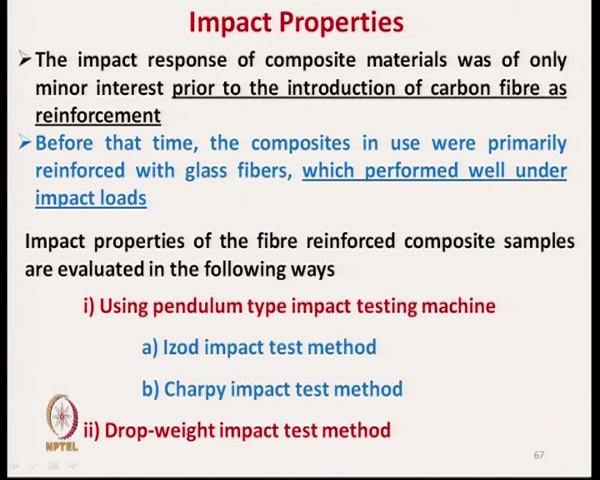 Impact Properties
➢The impact response of composite materials was of only
minor interest prior to the introduction of carbon fibre as
reinforcement
➢Before that time, the composites in use were primarily
reinforced with glass fibers, which performed well under
impact loads
Impact properties of the fibre reinforced composite samples
are evaluated in the following ways
i) Using pendulum type impact testing machine
a) Izod impact test method
b) Charpy impact test method
ii) Drop-weight impact test method
NPTEL
67